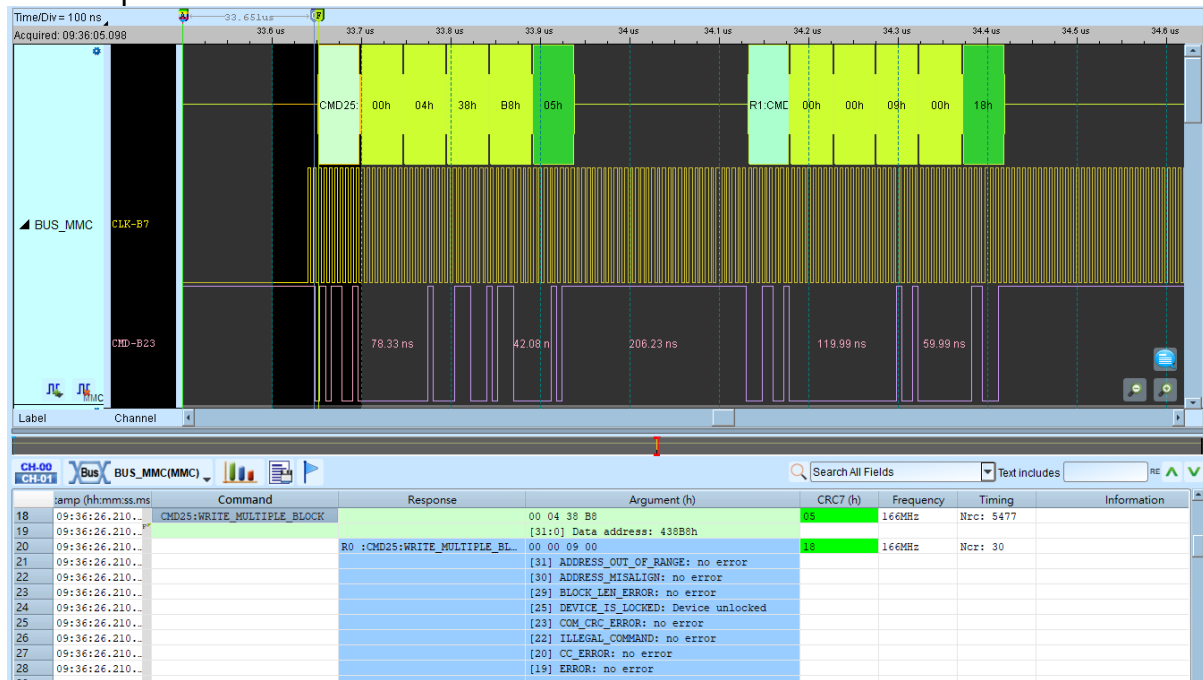 Time/Div = 100 ns
33.651us
F
Acquired: 09:36:05.098
33.6 us 33.7 us 33.8 us 33.9 us 34 us 34.1 us 34.2 us 34.3 us 34.4 us 34.5 us 34.6 us
CMD25: 00h 04h 38h B8h 05h R1:CMD 00h 00h 09h 00h 18h
BUS_MMC CLK-B7
CMD-B23 78.33 ns 42.08 n 206.23 ns 119.99 ns 59.99 ns
MMC
Label Channel
CH-00
CH-01
Bus BUS_MMC(MMC) Search All Fields Text includes RE
tamp (hh:mm:ss.ms Command Response Argument (h) CRC7 (h) Frequency Timing Information
18 09:36:26.210... CMD25:WRITE_MULTIPLE_BLOCK 00 04 38 B8 05 166MHz Nrc: 5477
19 09:36:26.210... [31:0] Data address: 438B8h
20 09:36:26.210... R0 :CMD25:WRITE_MULTIPLE_BL... 00 00 09 00 18 166MHz Ncr: 30
21 09:36:26.210... [31] ADDRESS_OUT_OF_RANGE: no error
22 09:36:26.210... [30] ADDRESS_MISALIGN: no error
23 09:36:26.210... [29] BLOCK_LEN_ERROR: no error
24 09:36:26.210... [25] DEVICE_IS_LOCKED: Device unlocked
25 09:36:26.210... [23] COM_CRC_ERROR: no error
26 09:36:26.210... [22] ILLEGAL_COMMAND: no error
27 09:36:26.210... [20] CC_ERROR: no error
28 09:36:26.210... [19] ERROR: no error